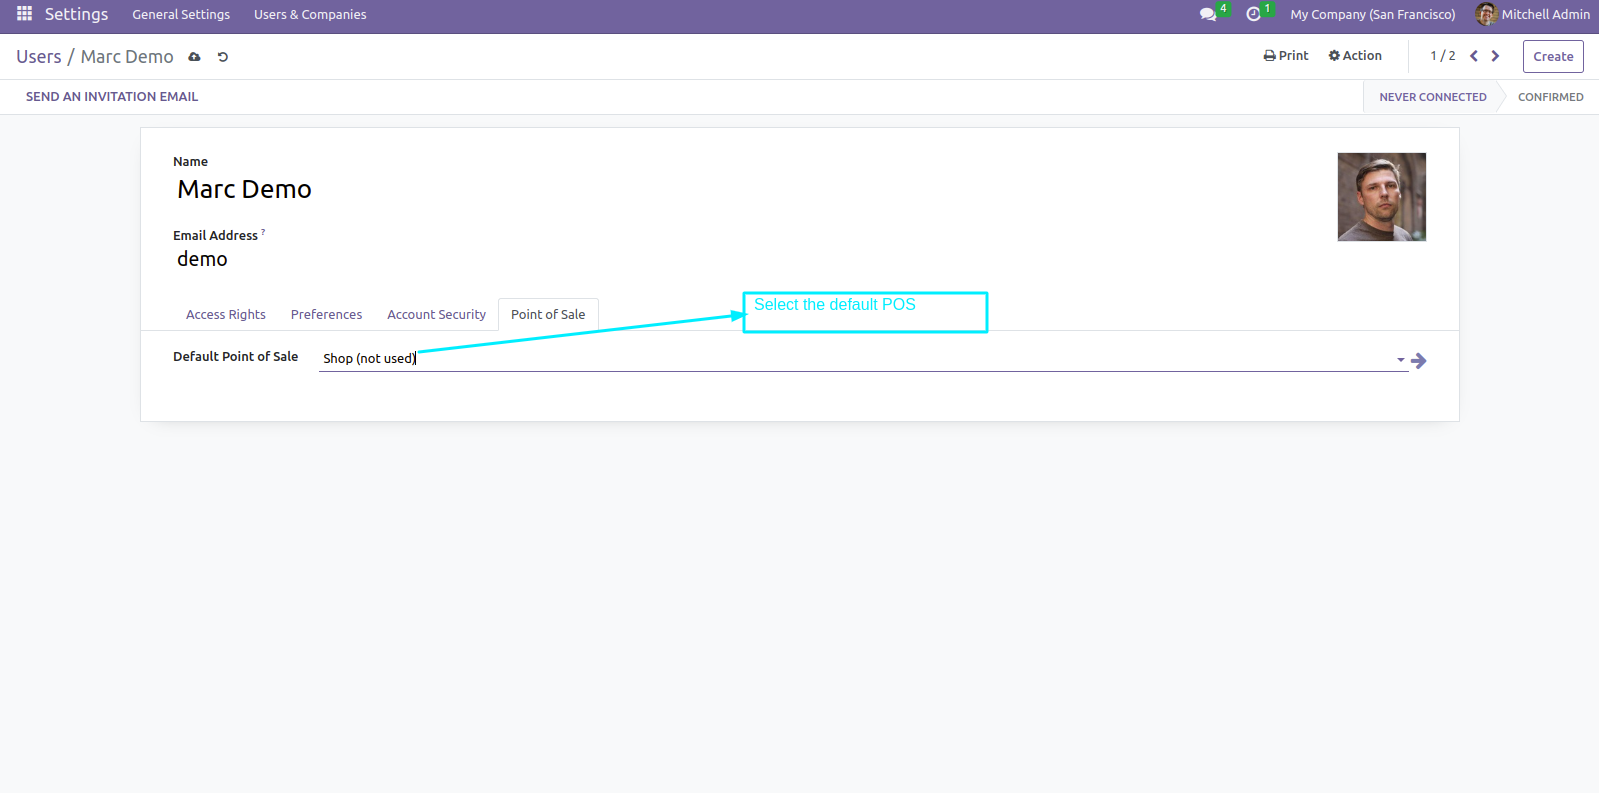 Settings General Settings Users & Companies 4 1 My Company (San Francisco) Mitchell Admin
Users / Marc Demo Print Action 1 / 2 Create
SEND AN INVITATION EMAIL NEVER CONNECTED CONFIRMED
Name
Marc Demo
Email Address ?
demo
Access Rights Preferences Account Security Point of Sale Select the default POS
Default Point of Sale Shop (not used)